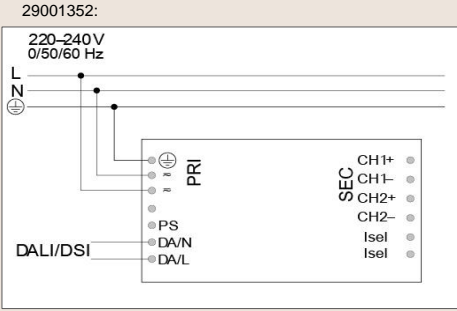 29001352:
220–240V
0/50/60 Hz
L
N
PRI
≂
≂
PS
DA/N
DA/L
DALI/DSI
SEC
CH1+
CH1–
CH2+
CH2–
Isel
Isel